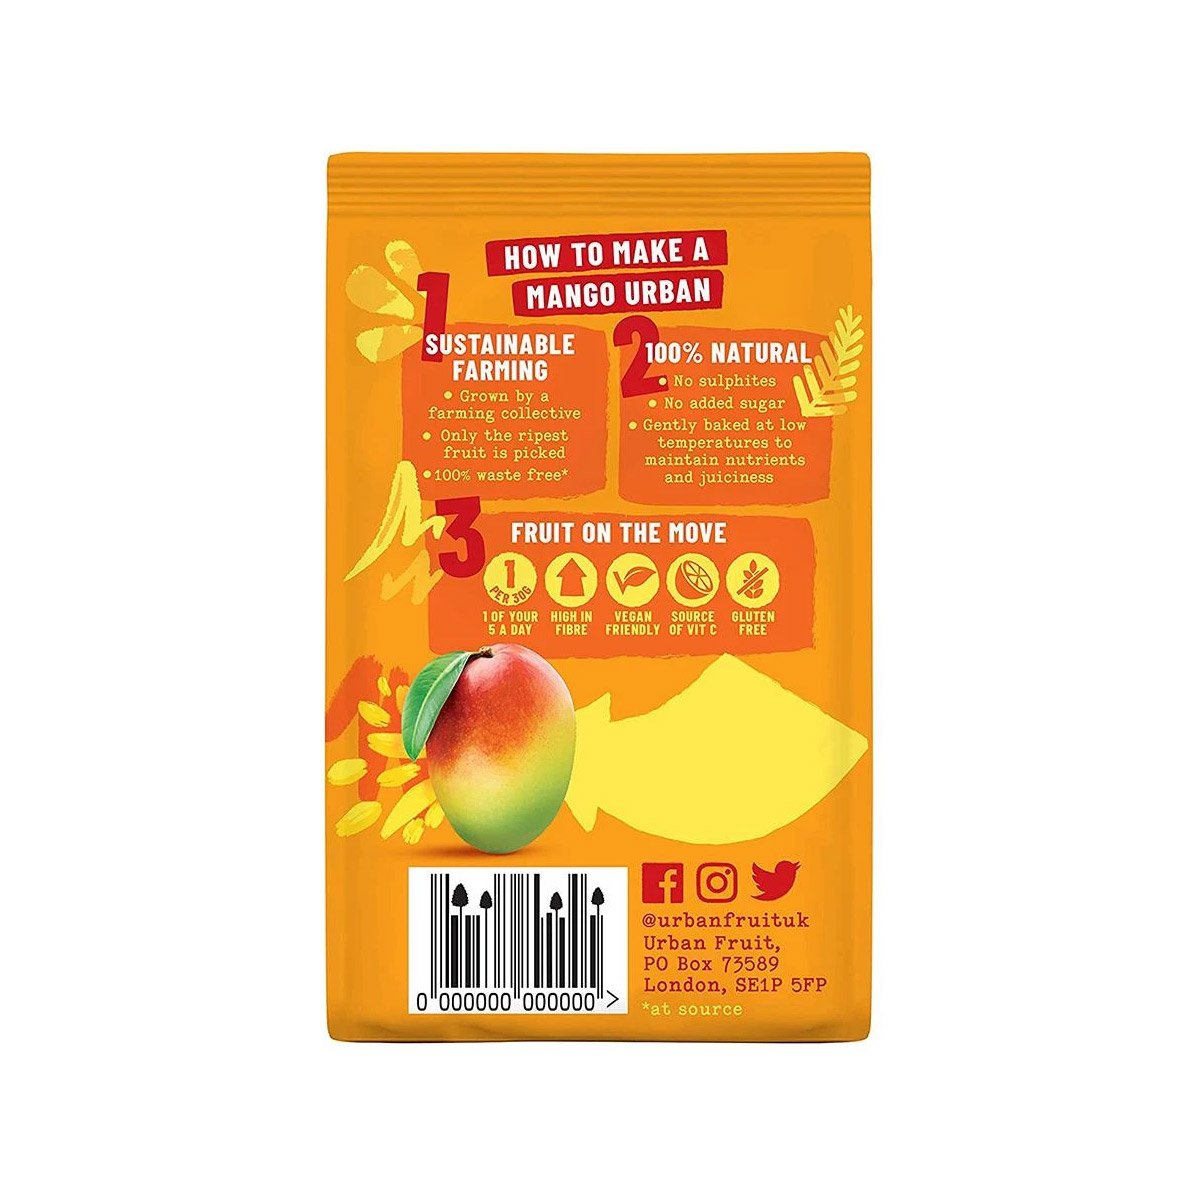 HOW TO MAKE A
MANGO URBAN
1
SUSTAINABLE
FARMING
• Grown by a
farming collective
• Only the ripest
fruit is picked
• 100% waste free*
2
100% NATURAL
• No sulphites
• No added sugar
• Gently baked at low
temperatures to
maintain nutrients
and juiciness
3
FRUIT ON THE MOVE
1
PER 30G
1 OF YOUR
5 A DAY
HIGH IN
FIBRE
VEGAN
FRIENDLY
SOURCE
OF VIT C
GLUTEN
FREE
0 000000 000000 >
@urbanfruituk
Urban Fruit,
PO Box 73589
London, SE1P 5FP
*at source